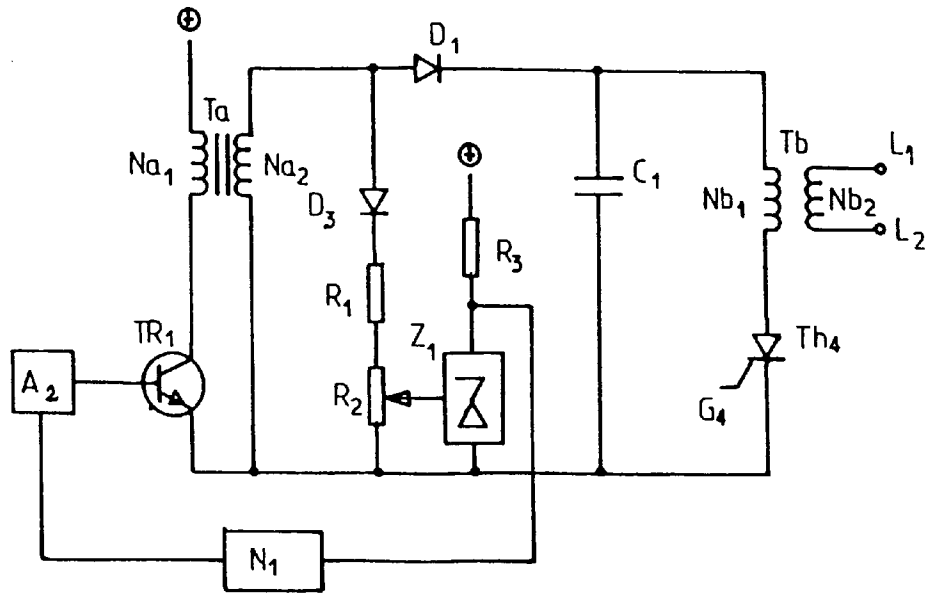 D₁
Ta
Na₁
Na₂
D₃
R₁
R₃
C₁
Tb
Nb₁
Nb₂
L₁
L₂
TR₁
A₂
R₂
Z₁
Th₄
G₄
N₁